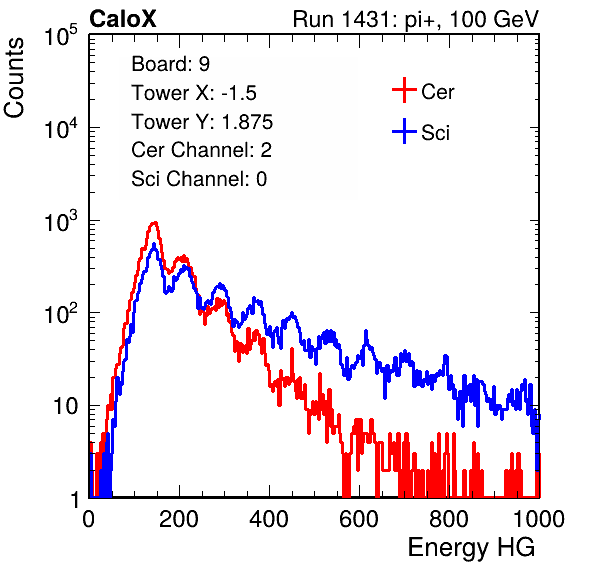 CaloX Run 1431: pi+, 100 GeV
Counts
Board: 9
Tower X: -1.5
Tower Y: 1.875
Cer Channel: 2
Sci Channel: 0
Cer
Sci
10^5
10^4
10^3
10^2
10
1
0 200 400 600 800 1000
Energy HG